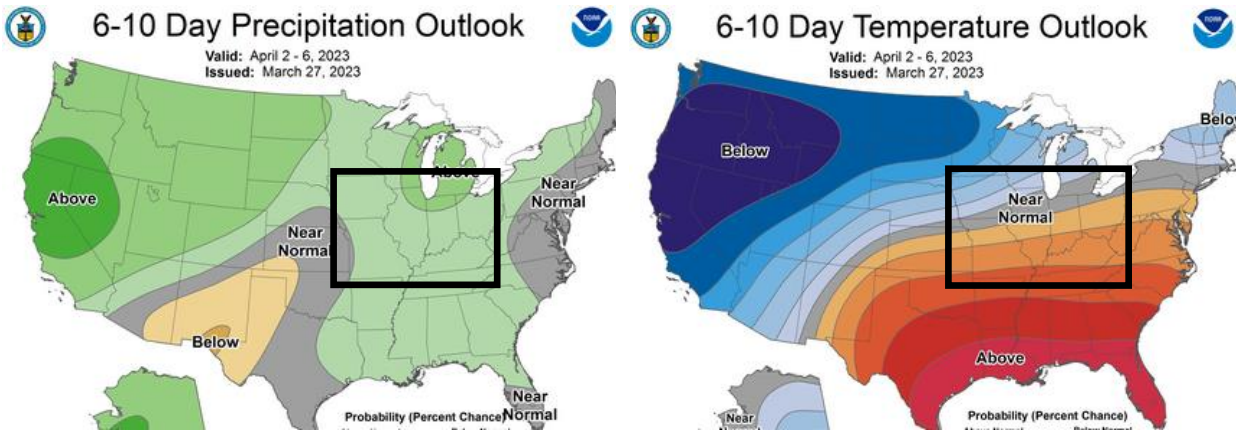 6-10 Day Precipitation Outlook
Valid: April 2 - 6, 2023
Issued: March 27, 2023
Above
Above
Near
Normal
Near
Normal
Below
Near
Normal
Probability (Percent Chance)
6-10 Day Temperature Outlook
Valid: April 2 - 6, 2023
Issued: March 27, 2023
Below
Below
Near
Normal
Above
Near
Probability (Percent Chance)